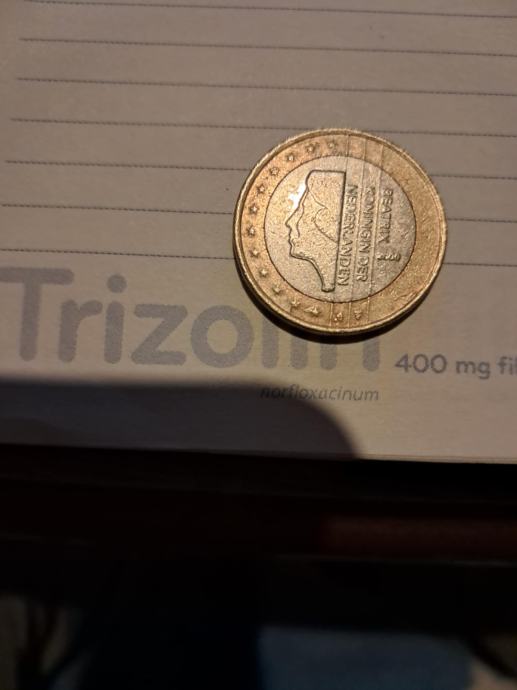 BEATRIX
KONINGIN DER
NEDERLANDEN
Trizolin
400 mg
norfloxacinum